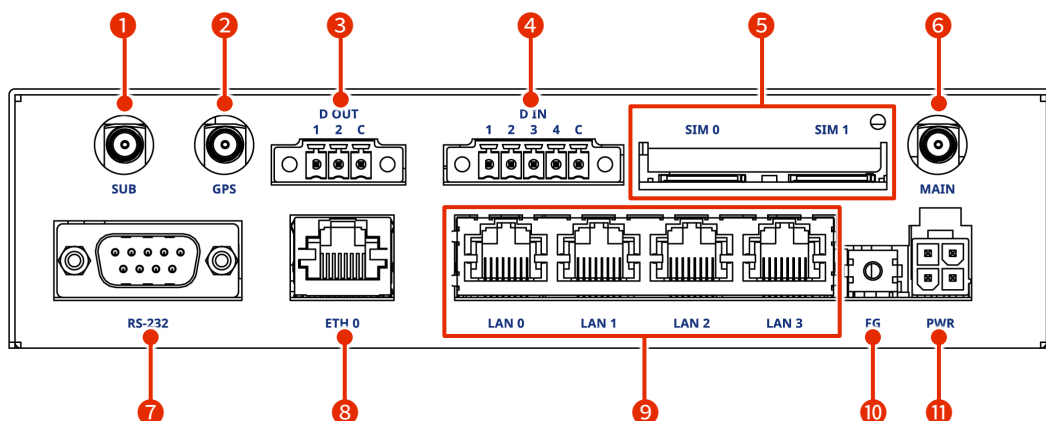 1 2 3 4 5 6
D OUT D IN
1 2 C 1 2 3 4 C SIM 0 SIM 1
SUB GPS MAIN
RS-232 ETH 0 LAN 0 LAN 1 LAN 2 LAN 3 FG PWR
7 8 9 10 11